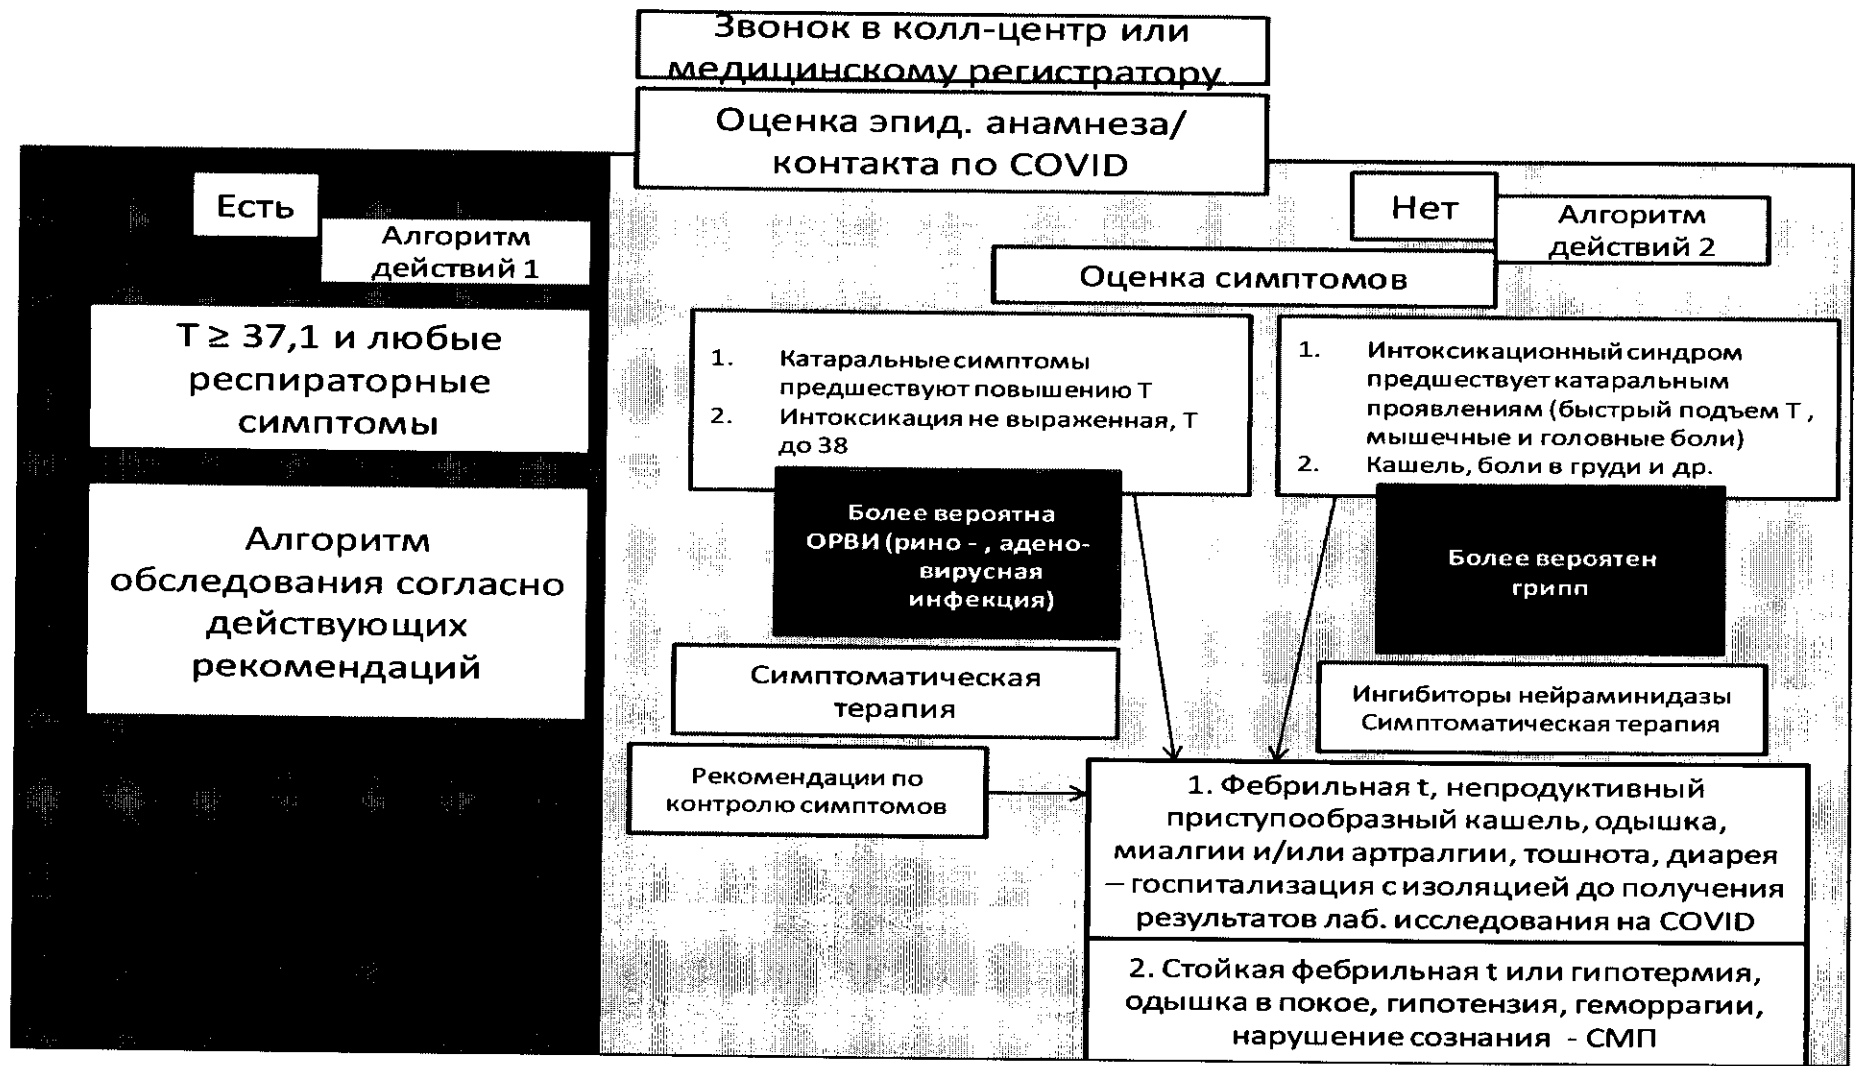 Звонок в колл-центр или
медицинскому регистратору
Оценка эпид. анамнеза/
контакта по COVID
Есть
Алгоритм
действий 1
T ≥ 37,1 и любые
респираторные
симптомы
Алгоритм
обследования согласно
действующих
рекомендаций
Нет
Алгоритм
действий 2
Оценка симптомов
1. Катаральные симптомы
предшествуют повышению Т
2. Интоксикация не выраженная, Т
до 38
Более вероятна
ОРВИ (рино - , адено-
вирусная
инфекция)
Симптоматическая
терапия
Рекомендации по
контролю симптомов
1. Интоксикационный синдром
предшествует катаральным
проявлениям (быстрый подъем Т ,
мышечные и головные боли)
2. Кашель, боли в груди и др.
Более вероятен
грипп
Ингибиторы нейраминидазы
Симптоматическая терапия
1. Фебрильная t, непродуктивный
приступообразный кашель, одышка,
миалгии и/или артралгии, тошнота, диарея
– госпитализация с изоляцией до получения
результатов лаб. исследования на COVID
2. Стойкая фебрильная t или гипотермия,
одышка в покое, гипотензия, геморрагии,
нарушение сознания - СМП